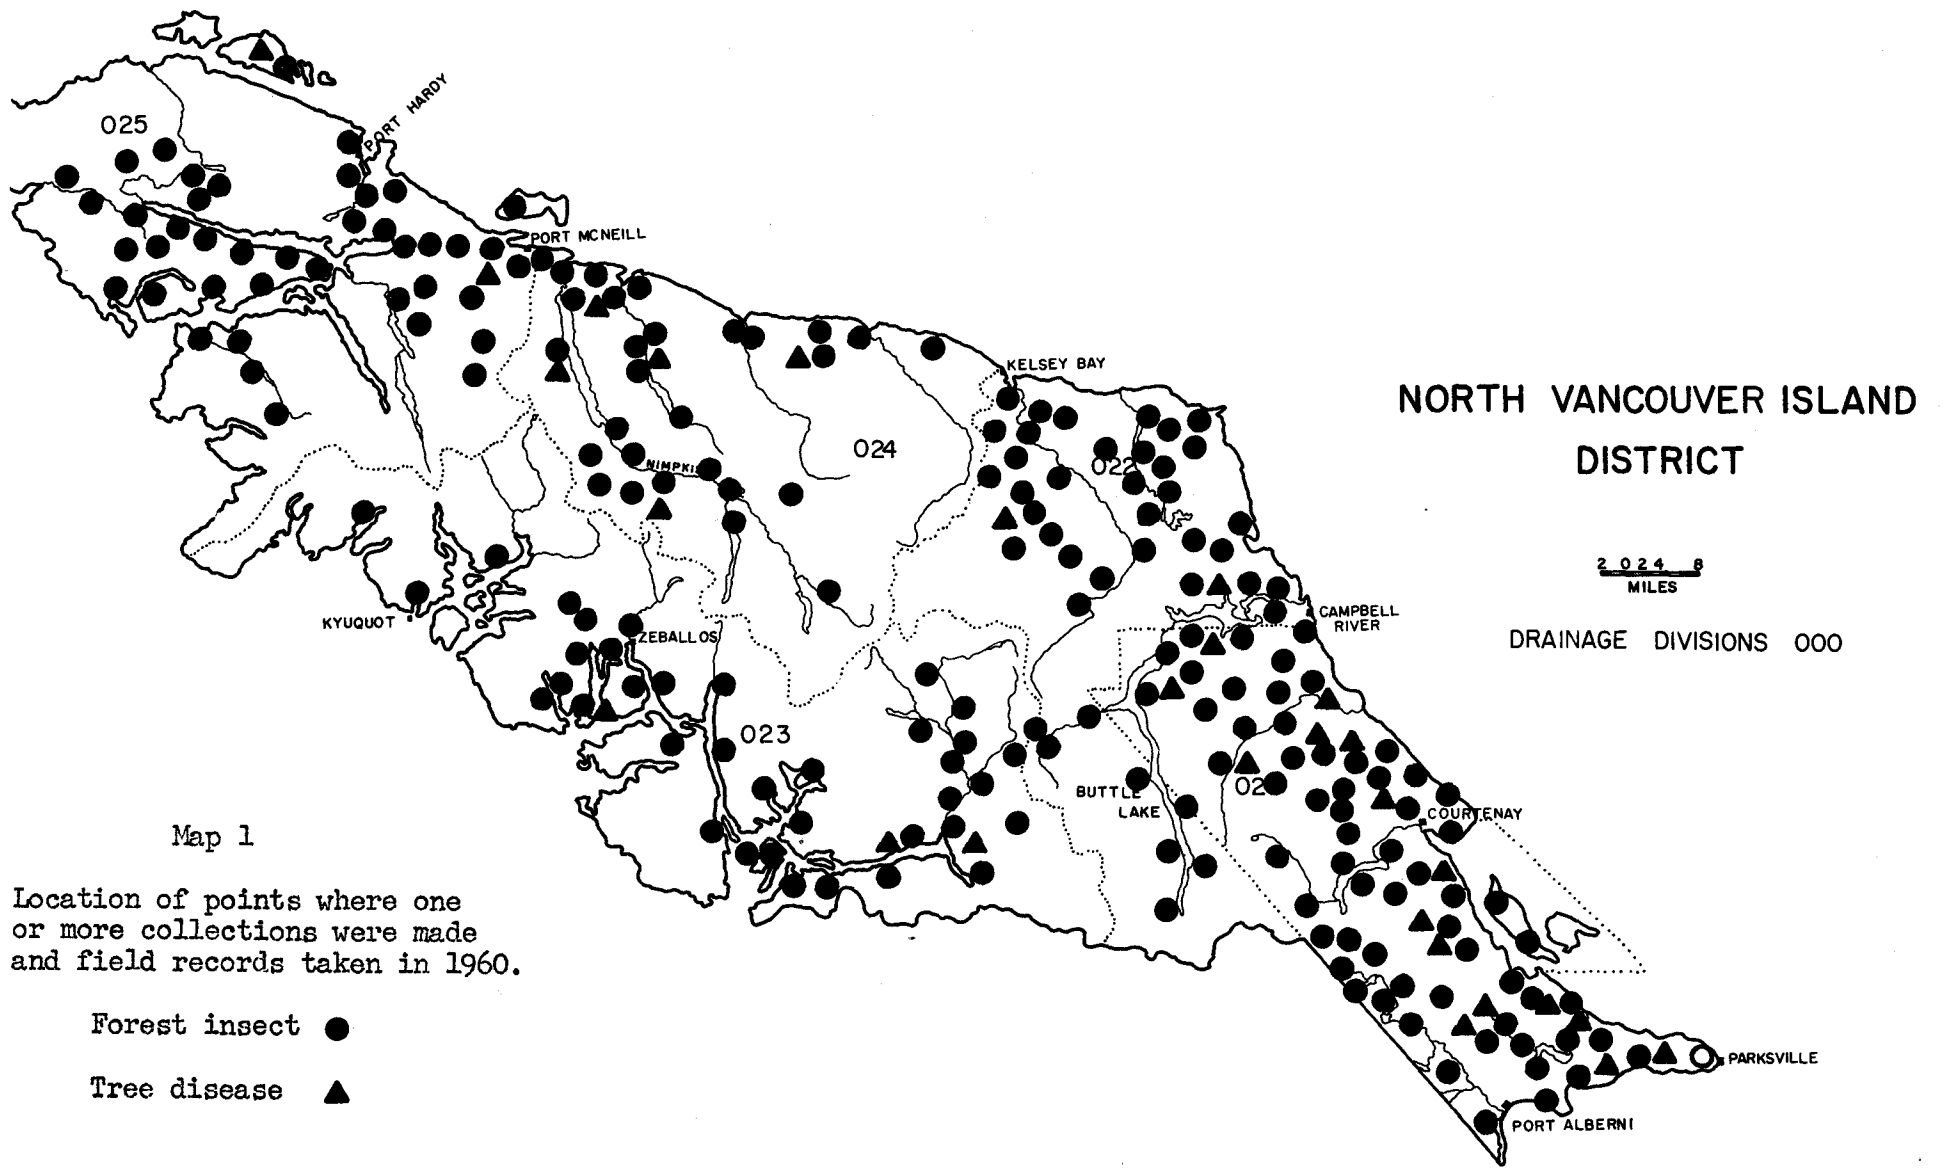 025
PORT HARDY
PORT MCNEILL
KELSEY BAY
NORTH VANCOUVER ISLAND
DISTRICT
024
022
NIMPKI
2 0 2 4 8
MILES
CAMPBELL
RIVER
KYUQUOT
ZEBALLOS
DRAINAGE DIVISIONS 000
023
BUTTLE
LAKE
02
COURTENAY
Map 1
Location of points where one
or more collections were made
and field records taken in 1960.
Forest insect
Tree disease
PARKSVILLE
PORT ALBERNI